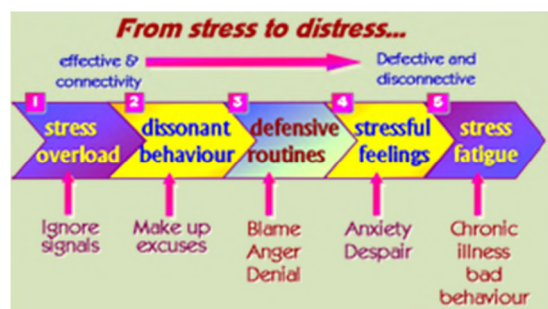 From stress to distress...
effective &
connectivity
Defective and
disconnective
1
stress
overload
2
dissonant
behaviour
3
defensive
routines
4
stressful
feelings
5
stress
fatigue
Ignore
signals
Make up
excuses
Blame
Anger
Denial
Anxiety
Despair
Chronic
illness
bad
behaviour